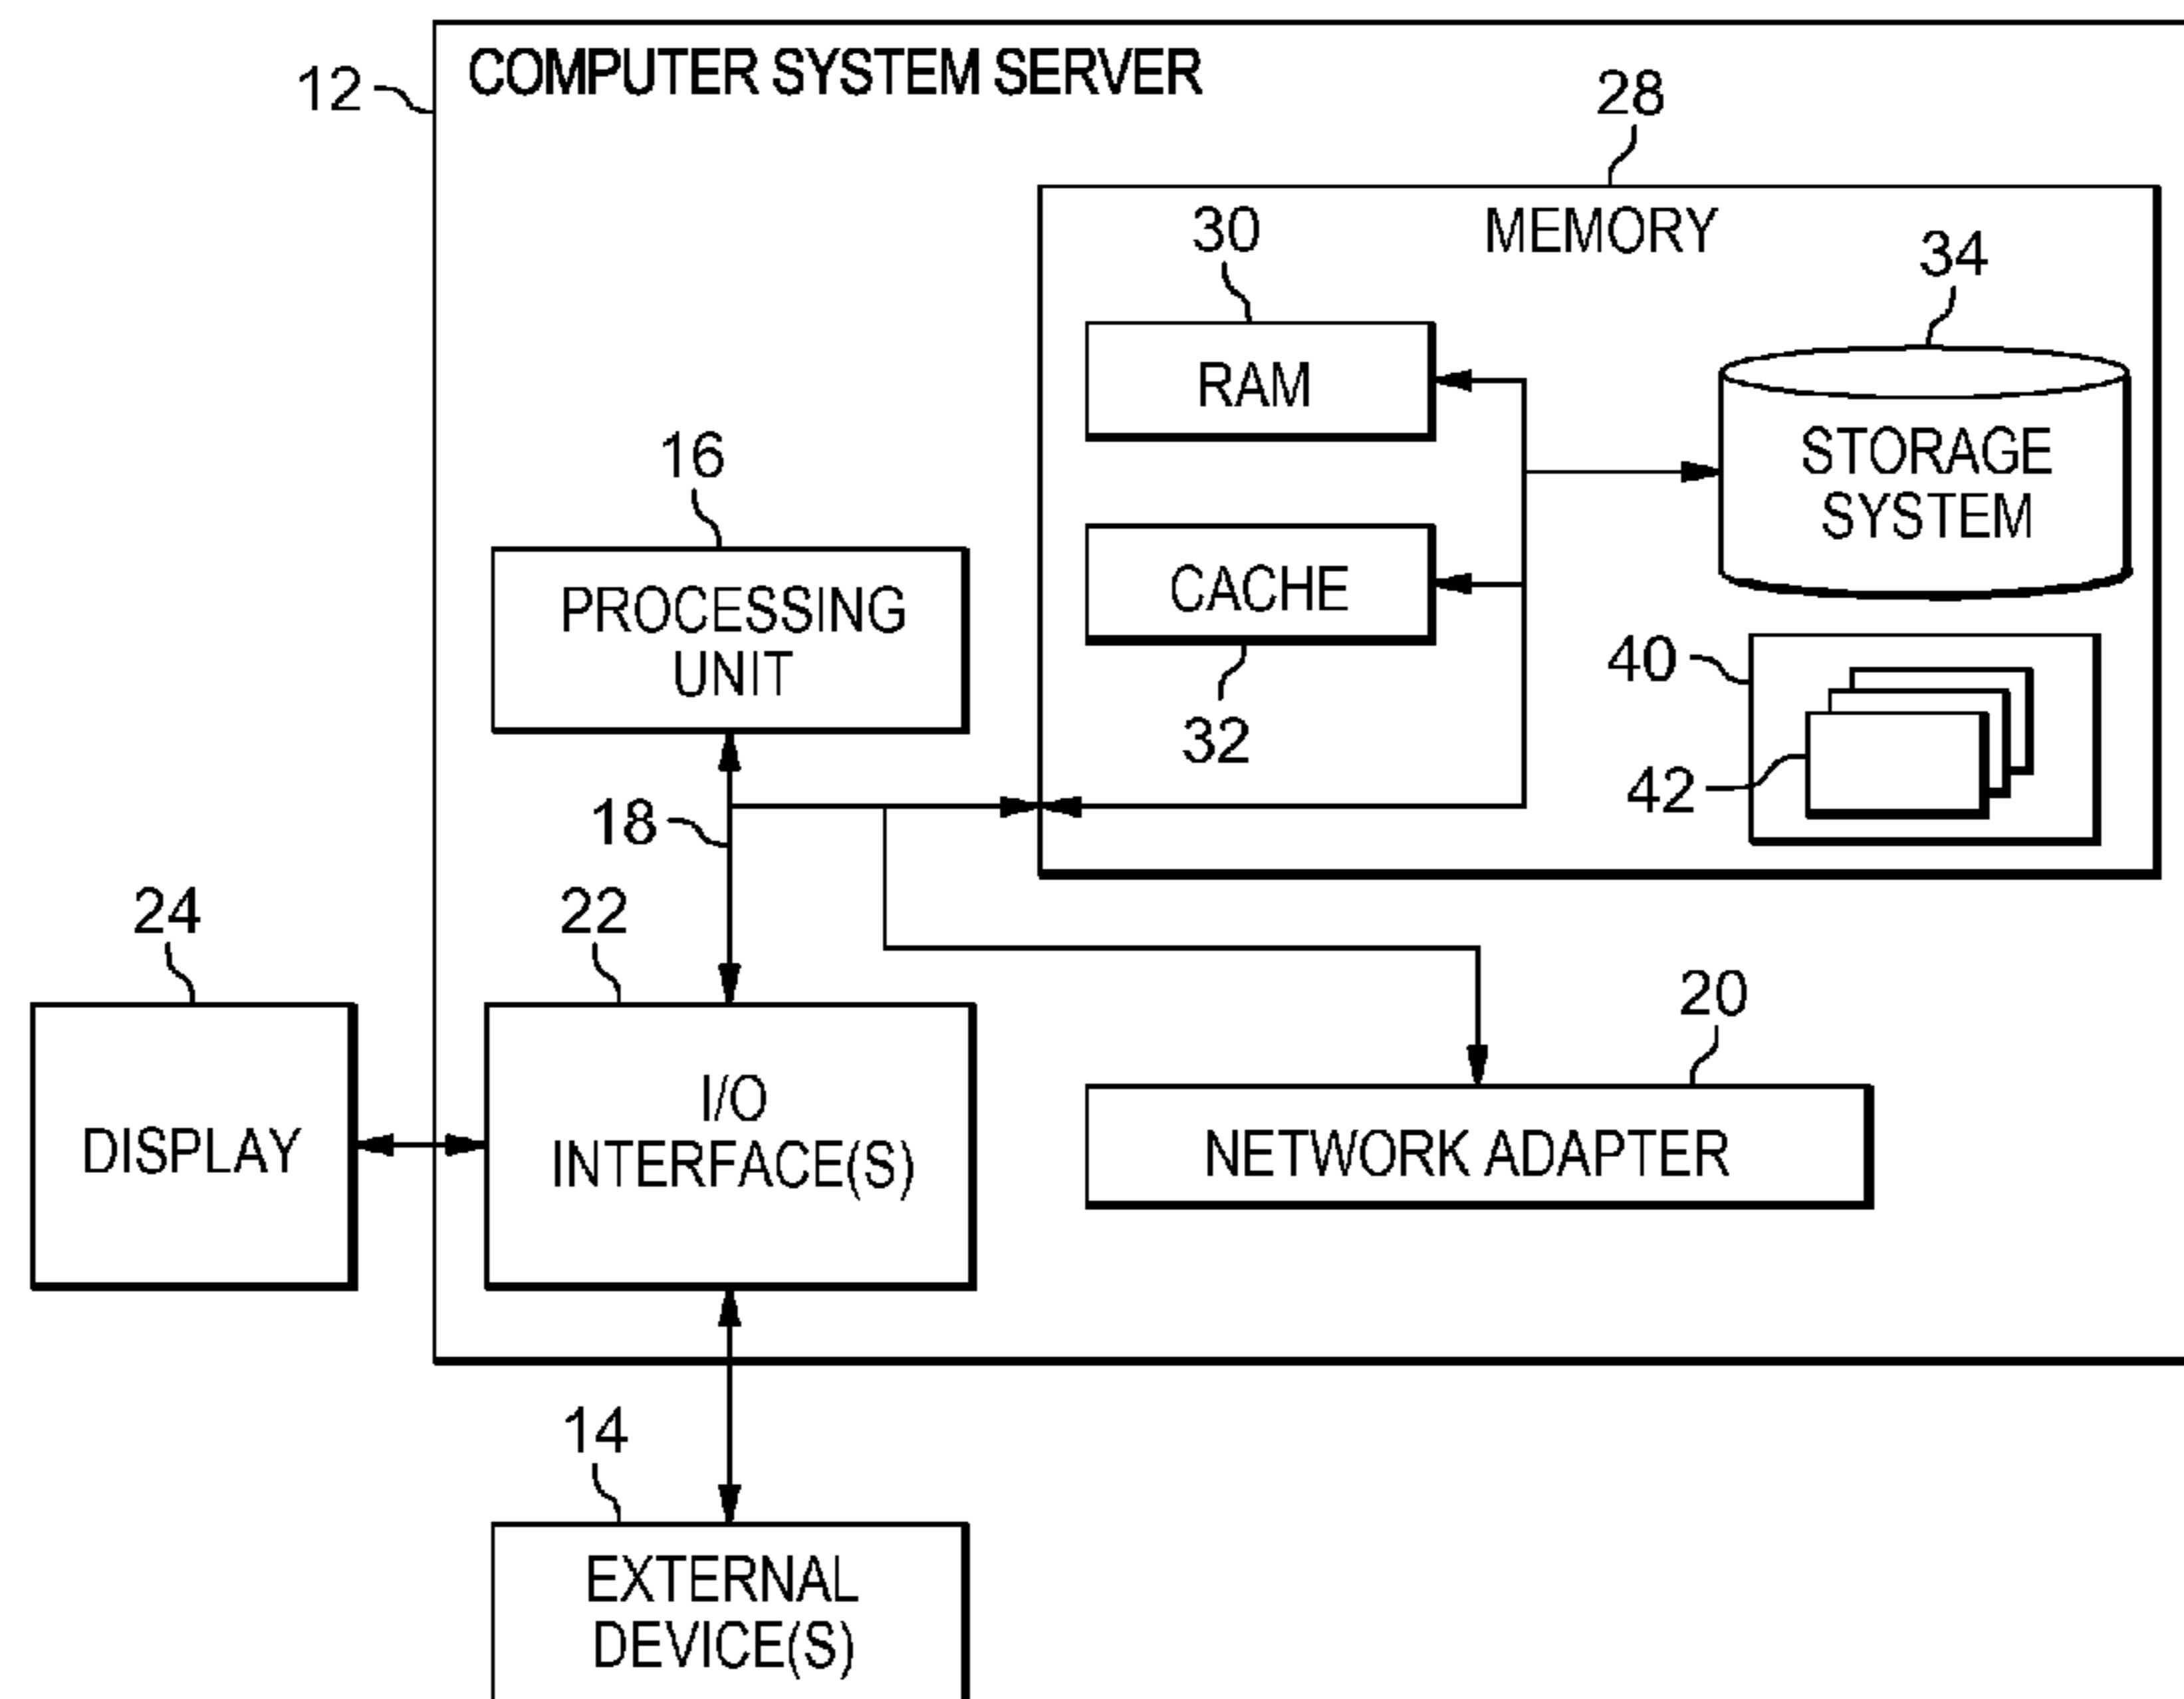 12
COMPUTER SYSTEM SERVER
28
MEMORY
30
34
RAM
STORAGE
SYSTEM
16
PROCESSING
UNIT
CACHE
32
40
42
18
24
22
20
DISPLAY
I/O
INTERFACE(S)
NETWORK ADAPTER
14
EXTERNAL
DEVICE(S)